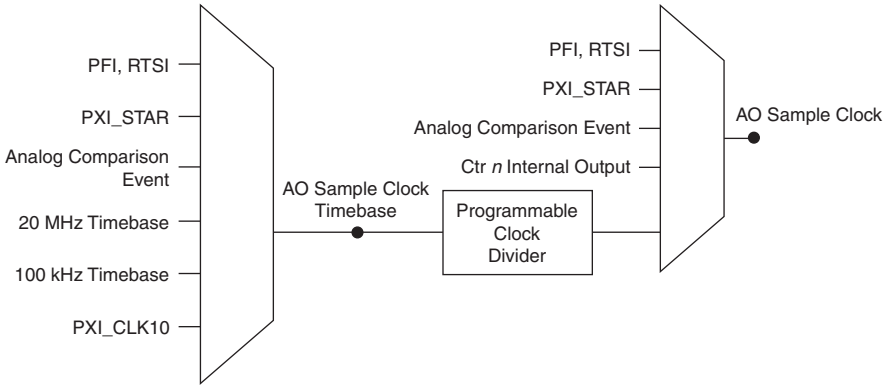 PFI, RTSI
PXI_STAR
Analog Comparison
Event
20 MHz Timebase
100 kHz Timebase
PXI_CLK10
AO Sample Clock
Timebase
Programmable
Clock
Divider
PFI, RTSI
PXI_STAR
Analog Comparison Event
Ctr n Internal Output
AO Sample Clock